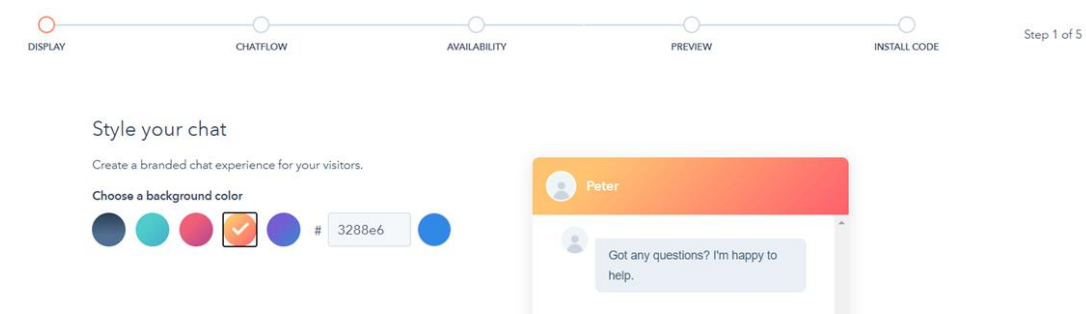 DISPLAY
CHATFLOW
AVAILABILITY
PREVIEW
INSTALL CODE
Step 1 of 5
Style your chat
Create a branded chat experience for your visitors.
Choose a background color
# 3288e6
Peter
Got any questions? I'm happy to
help.